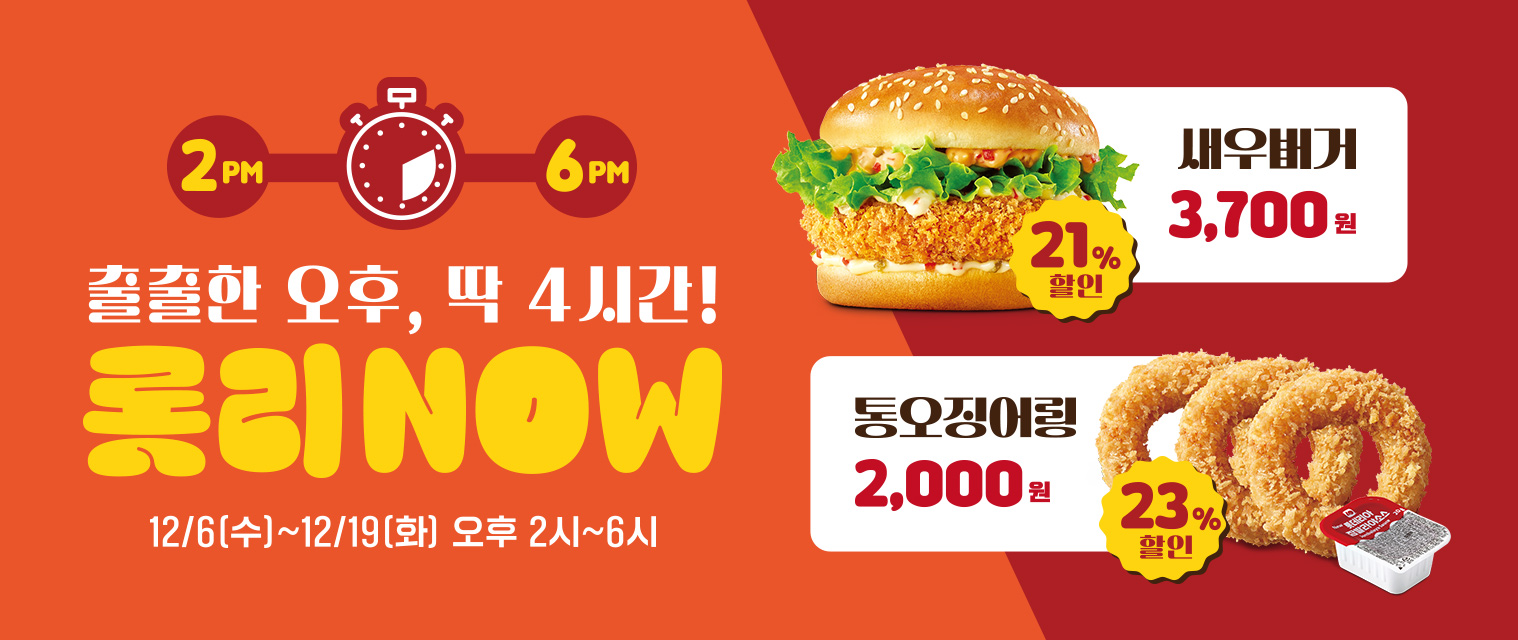 2PM
6PM
출출한 오후, 딱 4시간!
롯리NOW
12/6(수)~12/19(화) 오후 2시~6시
새우버거
3,700원
21%
할인
통오징어링
2,000원
23%
할인